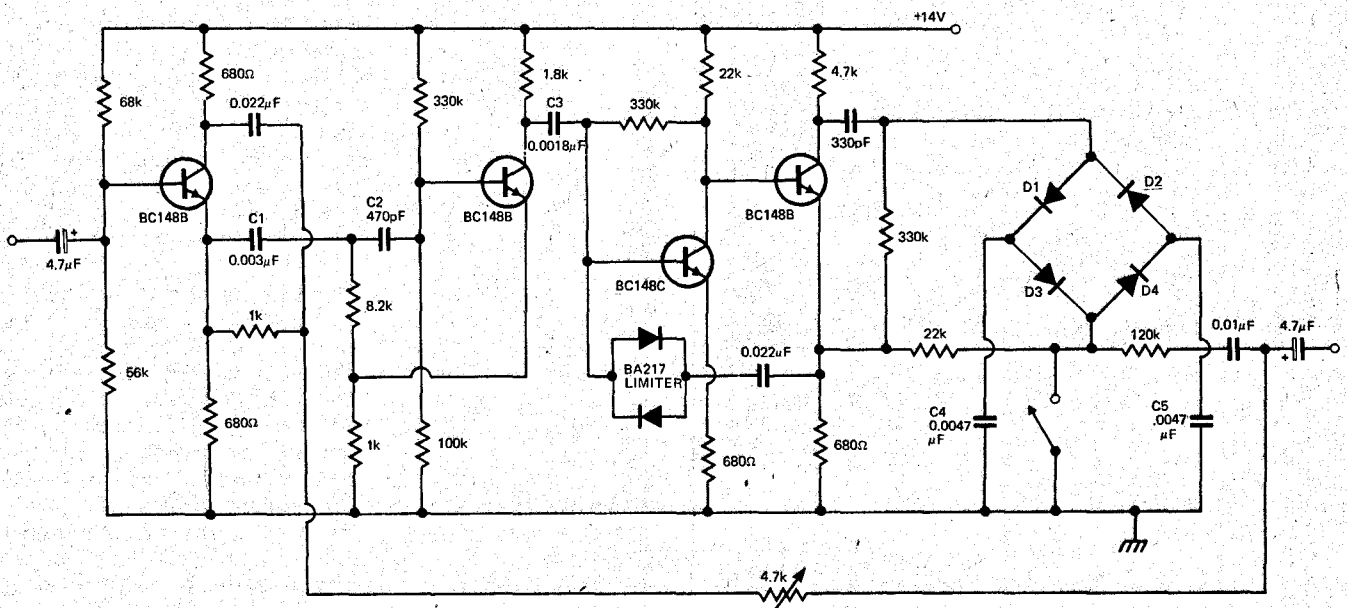 +14V
680Ω
68k
0.022µF
330k
1.8k
C3
0.0018µF
330k
22k
4.7k
330pF
BC148B
C2
470pF
BC148B
BC148B
D1
D2
4.7µF
C1
0.003µF
BC148C
330k
D3
D4
8.2k
1k
56k
BA217
LIMITER
0.022uF
22k
120k
0.01µF
4.7µF
680Ω
1k
100k
680Ω
680Ω
C4
0.0047
µF
C5
.0047
µF
4.7k